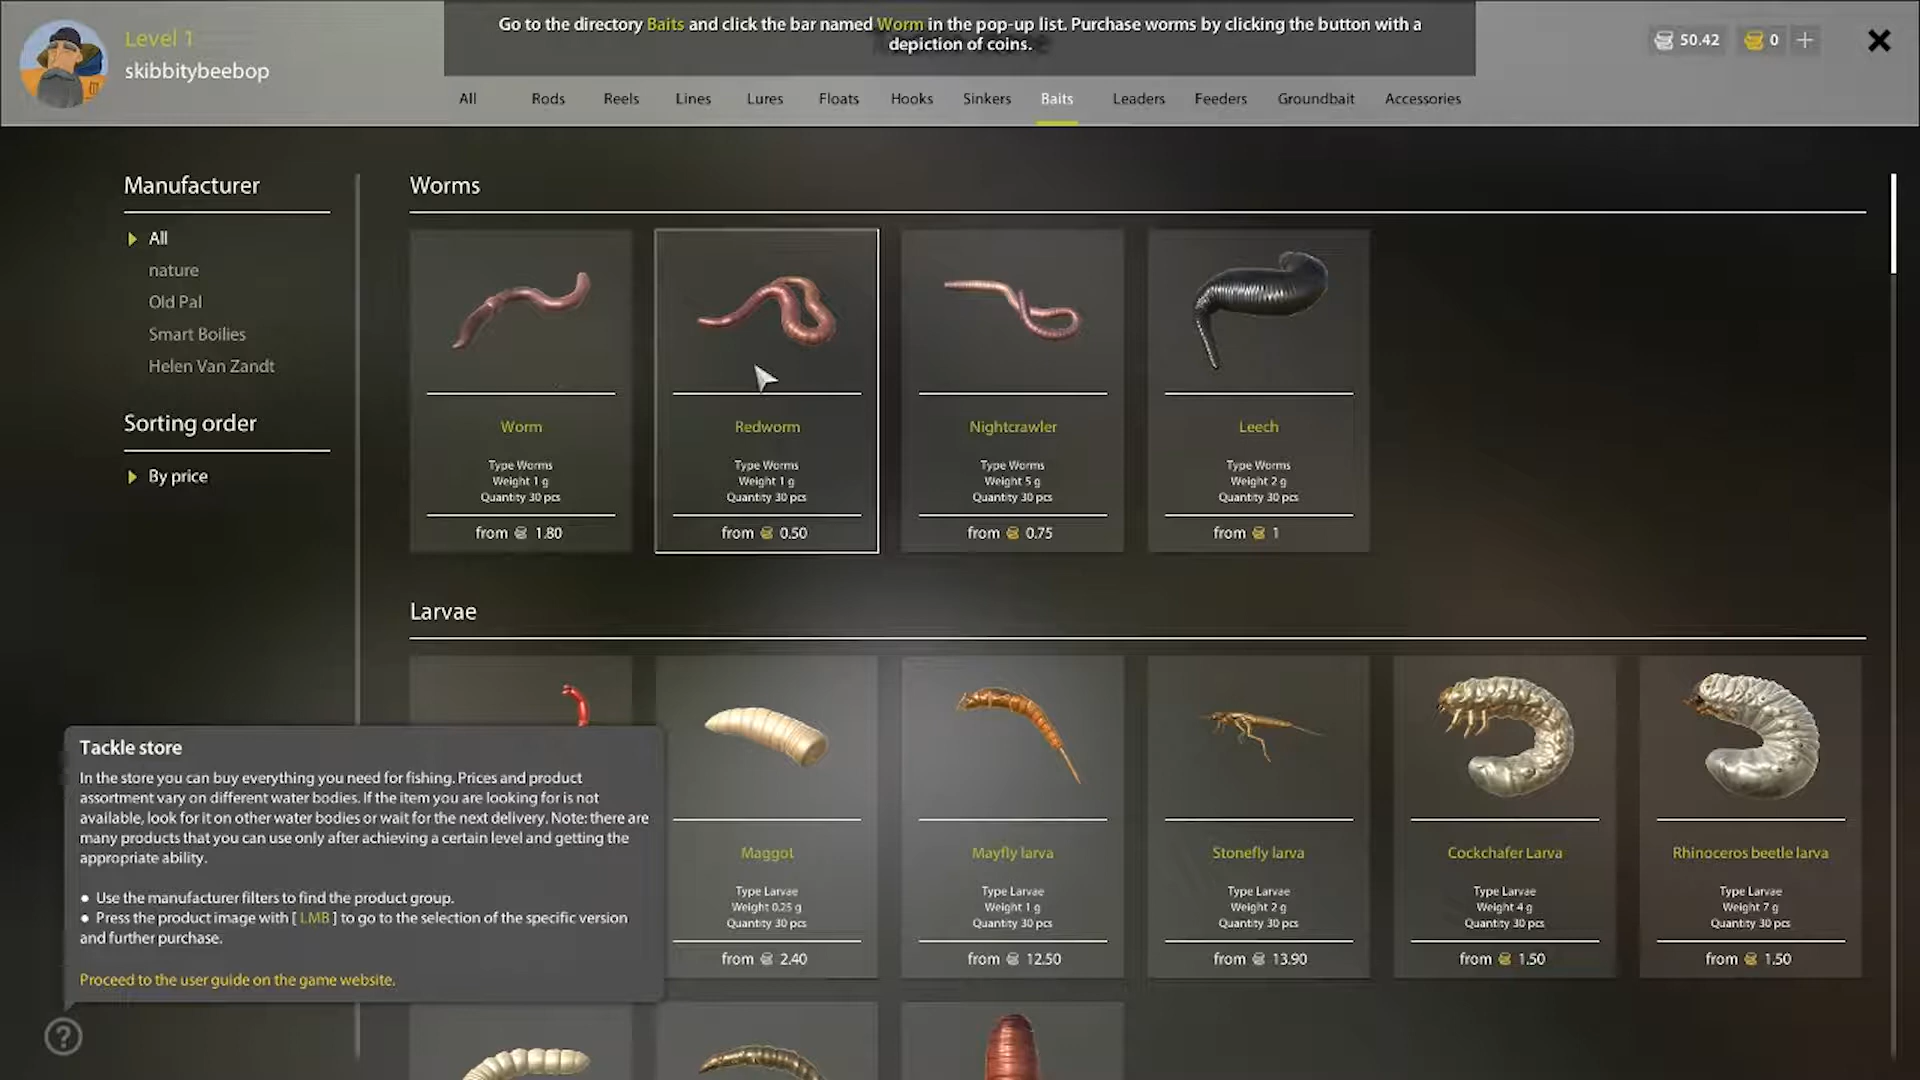 Go to the directory Baits and click the bar named Worm in the pop-up list. Purchase worms by clicking the button with a
depiction of coins.
Level 1
skibbitybeebop
50.42
0
All Rods Reels Lines Lures Floats Hooks Sinkers Baits Leaders Feeders Groundbait Accessories
Manufacturer
All
nature
Old Pal
Smart Boilies
Helen Van Zandt
Sorting order
By price
Worms
Worm
Type Worms
Weight 1 g
Quantity 30 pcs
from 1.80
Redworm
Type Worms
Weight 1 g
Quantity 30 pcs
from 0.50
Nightcrawler
Type Worms
Weight 5 g
Quantity 30 pcs
from 0.75
Leech
Type Worms
Weight 2 g
Quantity 30 pcs
from 1
Larvae
Maggot
Type Larvae
Weight 0.25 g
Quantity 30 pcs
from 2.40
Mayfly larva
Type Larvae
Weight 1 g
Quantity 30 pcs
from 12.50
Stonefly larva
Type Larvae
Weight 2 g
Quantity 30 pcs
from 13.90
Cockchafer Larva
Type Larvae
Weight 4 g
Quantity 30 pcs
from 1.50
Rhinoceros beetle larva
Type Larvae
Weight 7 g
Quantity 30 pcs
from 1.50
Tackle store
In the store you can buy everything you need for fishing. Prices and product
assortment vary on different water bodies. If the item you are looking for is not
available, look for it on other water bodies or wait for the next delivery. Note: there are
many products that you can use only after achieving a certain level and getting the
appropriate ability.
● Use the manufacturer filters to find the product group.
● Press the product image with [ LMB ] to go to the selection of the specific version
and further purchase.
Proceed to the user guide on the game website.
?